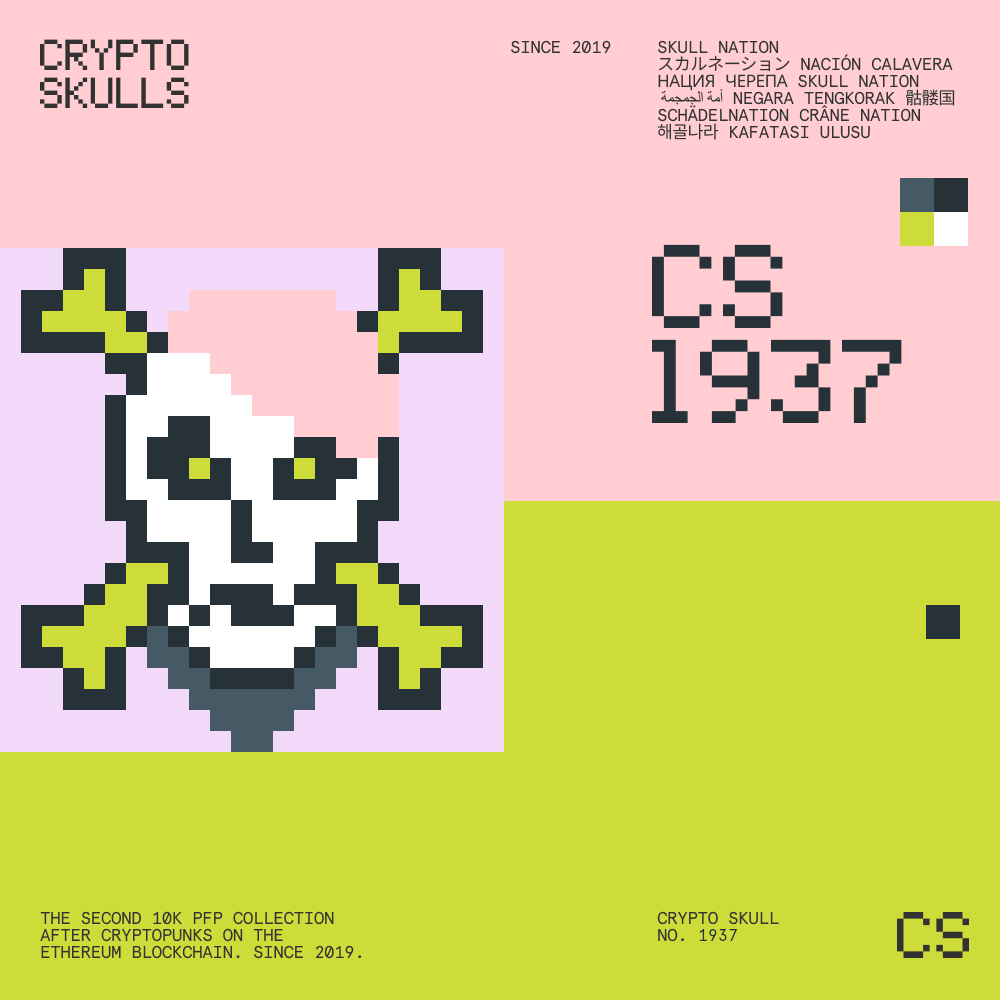 CRYPTO
SKULLS
SINCE 2019
SKULL NATION
スカルネーション NACIÓN CALAVERA
НАЦИЯ ЧЕРЕПА SKULL NATION
أمة الجمجمة NEGARA TENGKORAK 骷髅国
SCHÄDELNATION CRÂNE NATION
해골나라 KAFATASI ULUSU
CS
1937
THE SECOND 10K PFP COLLECTION
AFTER CRYPTOPUNKS ON THE
ETHEREUM BLOCKCHAIN. SINCE 2019.
CRYPTO SKULL
NO. 1937
CS